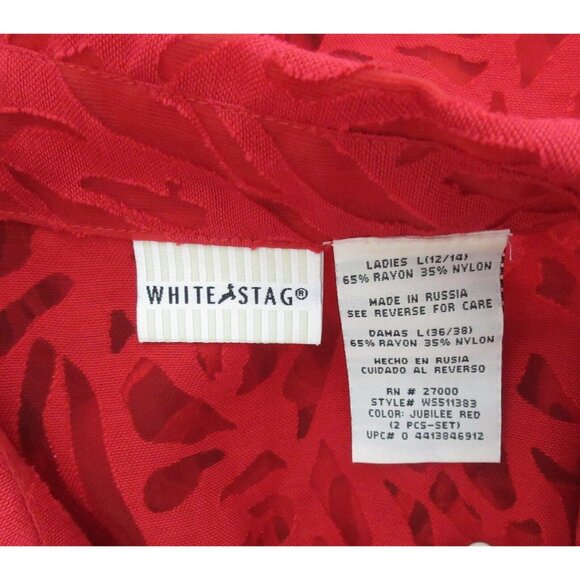 WHITE STAG®
LADIES L(12/14)
65% RAYON 35% NYLON
MADE IN RUSSIA
SEE REVERSE FOR CARE
DAMAS L(36/38)
65% RAYON 35% NYLON
HECHO EN RUSIA
CUIDADO AL REVERSO
RN # 27000
STYLE# WS511383
COLOR: JUBILEE RED
(2 PCS-SET)
UPC# 0 4413846912